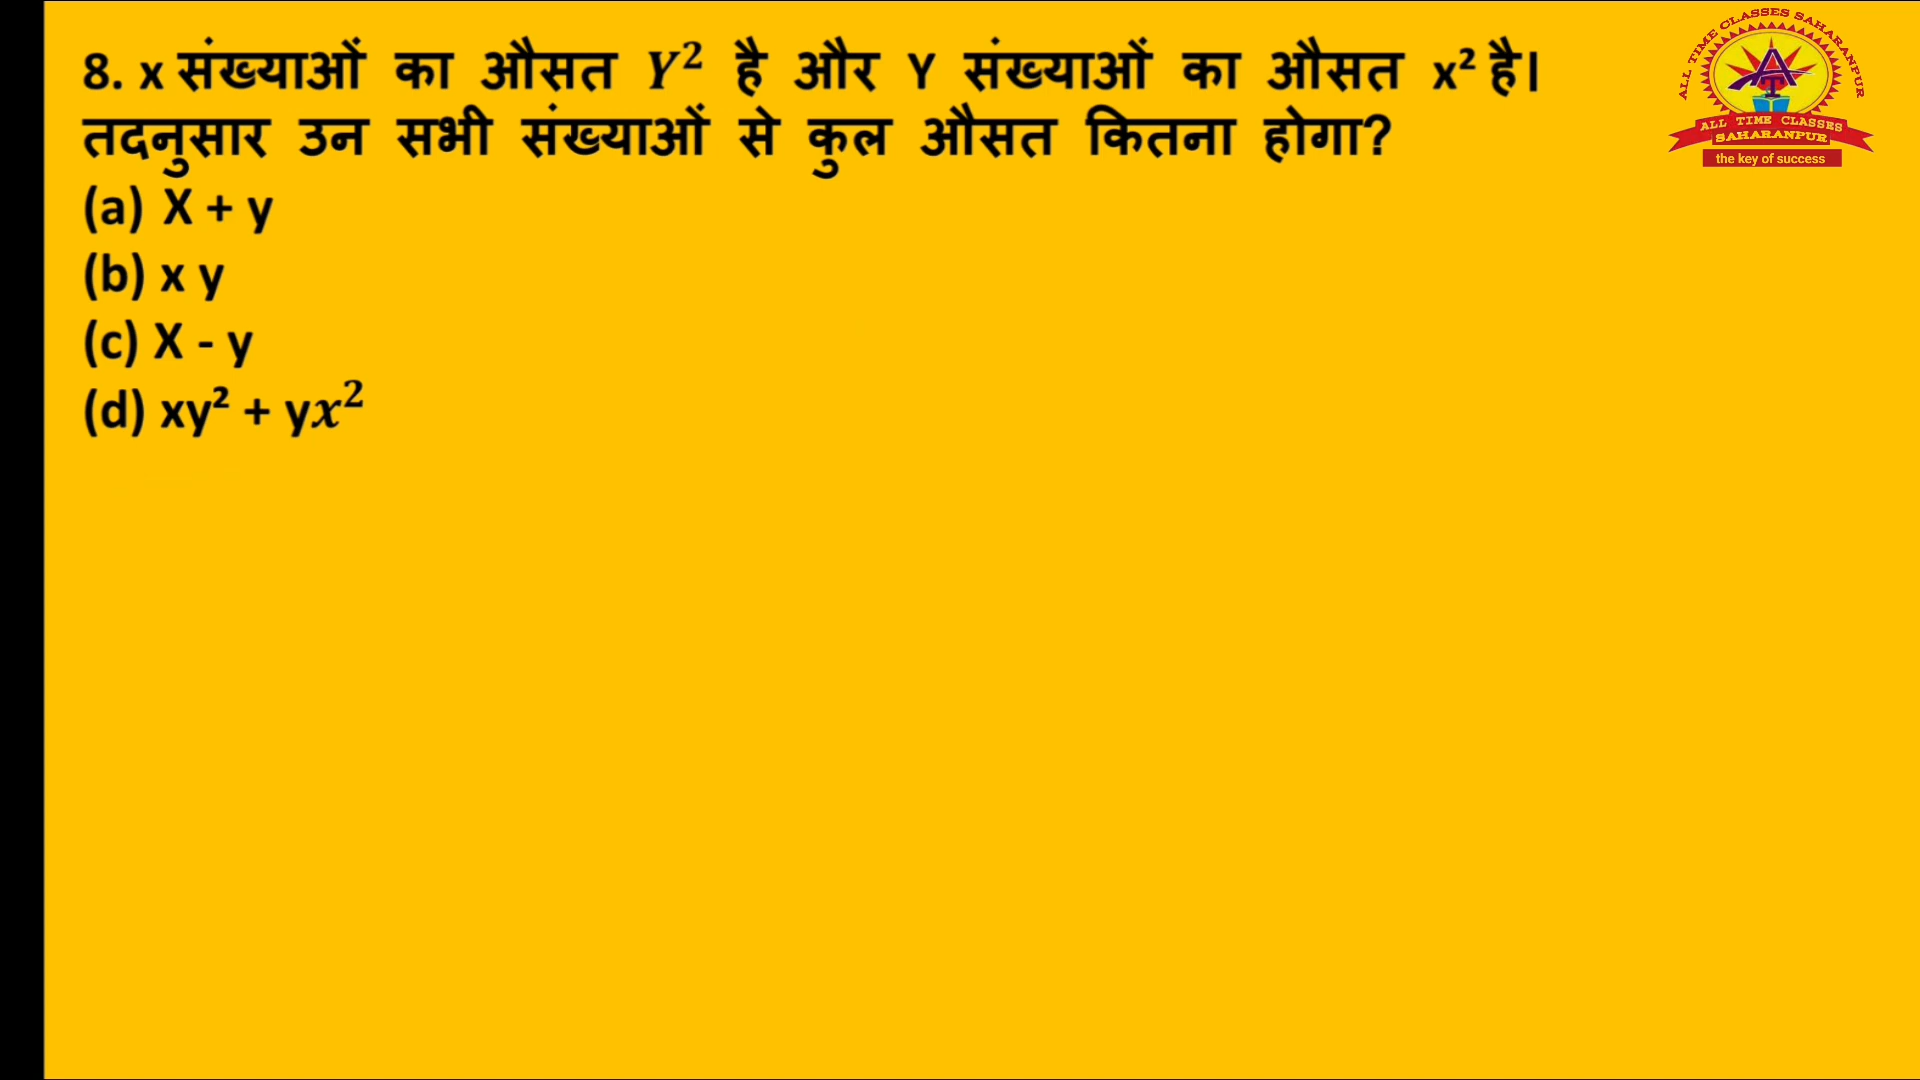 8. x संख्याओं का औसत Y² है और Y संख्याओं का औसत x² है।
तदनुसार उन सभी संख्याओं से कुल औसत कितना होगा?
(a) X + y
(b) x y
(c) X - y
(d) xy² + yx²
ALL TIME CLASSES SAHARANPUR
AT
ALL TIME CLASSES
SAHARANPUR
the key of success